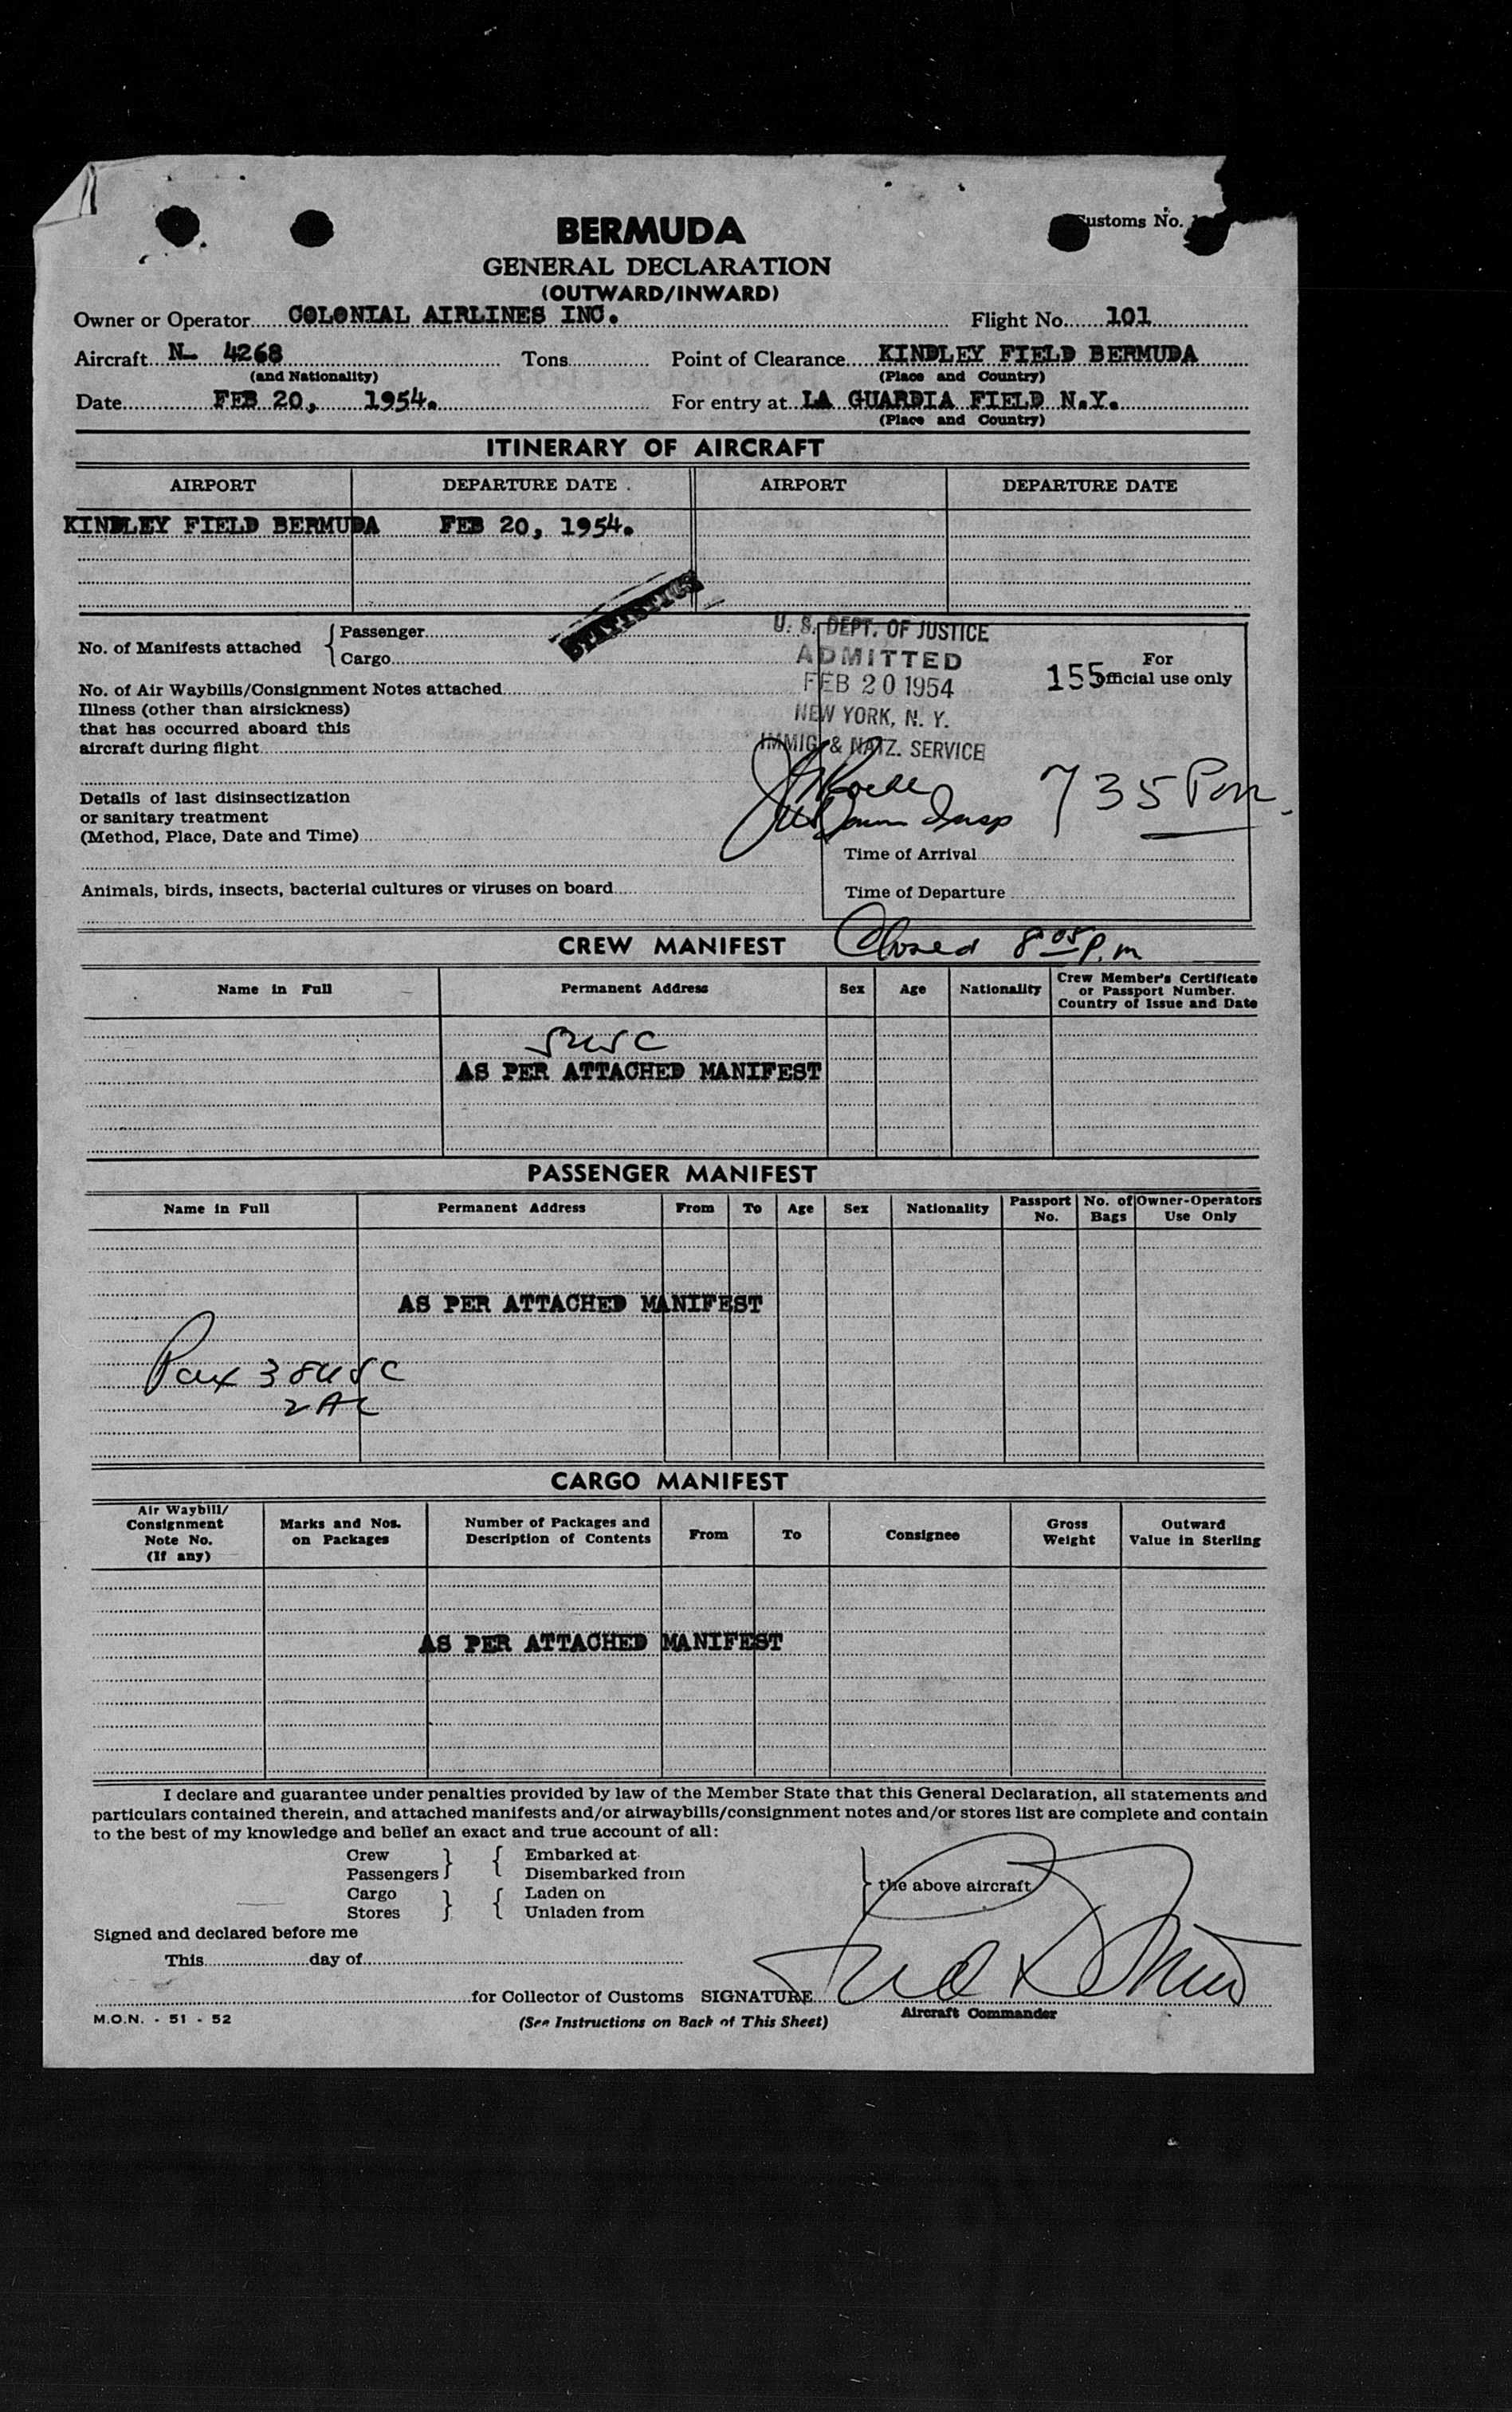 ustoms No.
BERMUDA
GENERAL DECLARATION
(OUTWARD/INWARD)
Owner or Operator COLONIAL AIRLINES INC. Flight No. 101
Aircraft N- 4268 Tons Point of Clearance KINDLEY FIELD BERMUDA
(and Nationality) (Place and Country)
Date FEB 20, 1954. For entry at LA GUARDIA FIELD N.Y.
(Place and Country)
ITINERARY OF AIRCRAFT
AIRPORT DEPARTURE DATE AIRPORT DEPARTURE DATE
KINDLEY FIELD BERMUDA FEB 20, 1954.
STATISTICS
No. of Manifests attached { Passenger
Cargo
U. S. DEPT. OF JUSTICE
ADMITTED
FEB 20 1954
NEW YORK, N. Y.
IMMIG. & NATZ. SERVICE
155
For
official use only
No. of Air Waybills/Consignment Notes attached
Illness (other than airsickness)
that has occurred aboard this
aircraft during flight
Details of last disinsectization
or sanitary treatment
(Method, Place, Date and Time)
Insp
735 Pm.
Time of Arrival
Animals, birds, insects, bacterial cultures or viruses on board
Time of Departure
CREW MANIFEST Closed 8 05 P.m
Name in Full Permanent Address Sex Age Nationality Crew Member's Certificate
or Passport Number.
Country of Issue and Date
5 USC
AS PER ATTACHED MANIFEST
PASSENGER MANIFEST
Name in Full Permanent Address From To Age Sex Nationality Passport No. No. of Bags Owner-Operators Use Only
AS PER ATTACHED MANIFEST
Pax 38 USC
2 AL
CARGO MANIFEST
Air Waybill/
Consignment
Note No.
(If any)
Marks and Nos.
on Packages
Number of Packages and
Description of Contents
From To Consignee
Gross
Weight
Outward
Value in Sterling
AS PER ATTACHED MANIFEST
I declare and guarantee under penalties provided by law of the Member State that this General Declaration, all statements and
particulars contained therein, and attached manifests and/or airwaybills/consignment notes and/or stores list are complete and contain
to the best of my knowledge and belief an exact and true account of all:
Crew } { Embarked at
Passengers Disembarked from } the above aircraft
Cargo } { Laden on
Stores Unladen from
Signed and declared before me
This day of
for Collector of Customs SIGNATURE
Aircraft Commander
M.O.N. - 51 - 52 (See Instructions on Back of This Sheet)